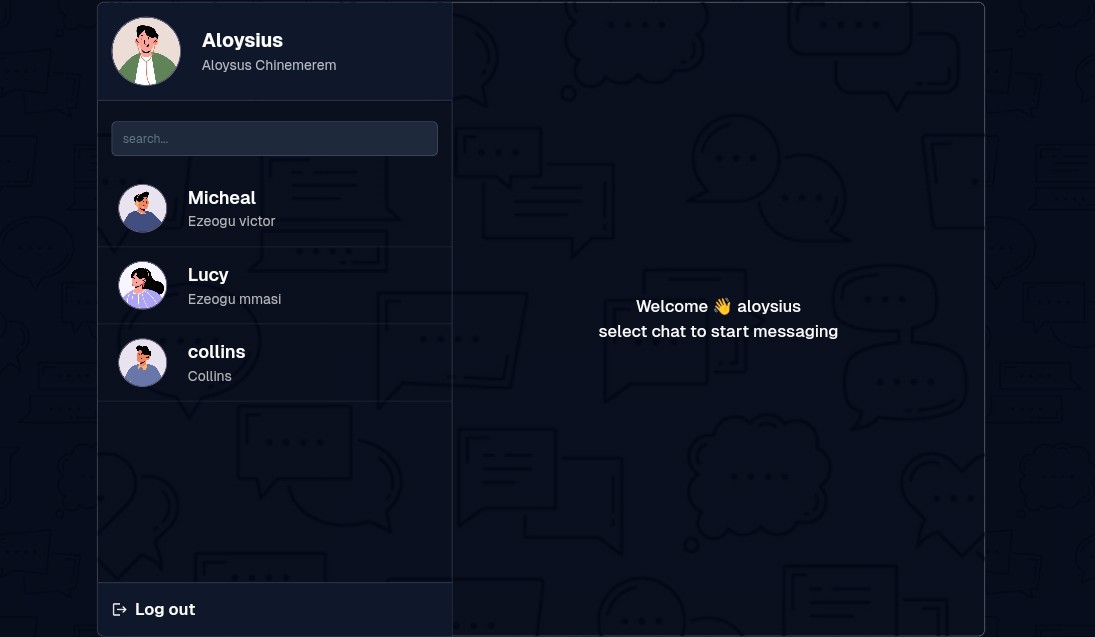 Aloysius
Aloysus Chinemerem
search...
Micheal
Ezeogu victor
Lucy
Ezeogu mmasi
collins
Collins
Log out
Welcome 👋 aloysius
select chat to start messaging